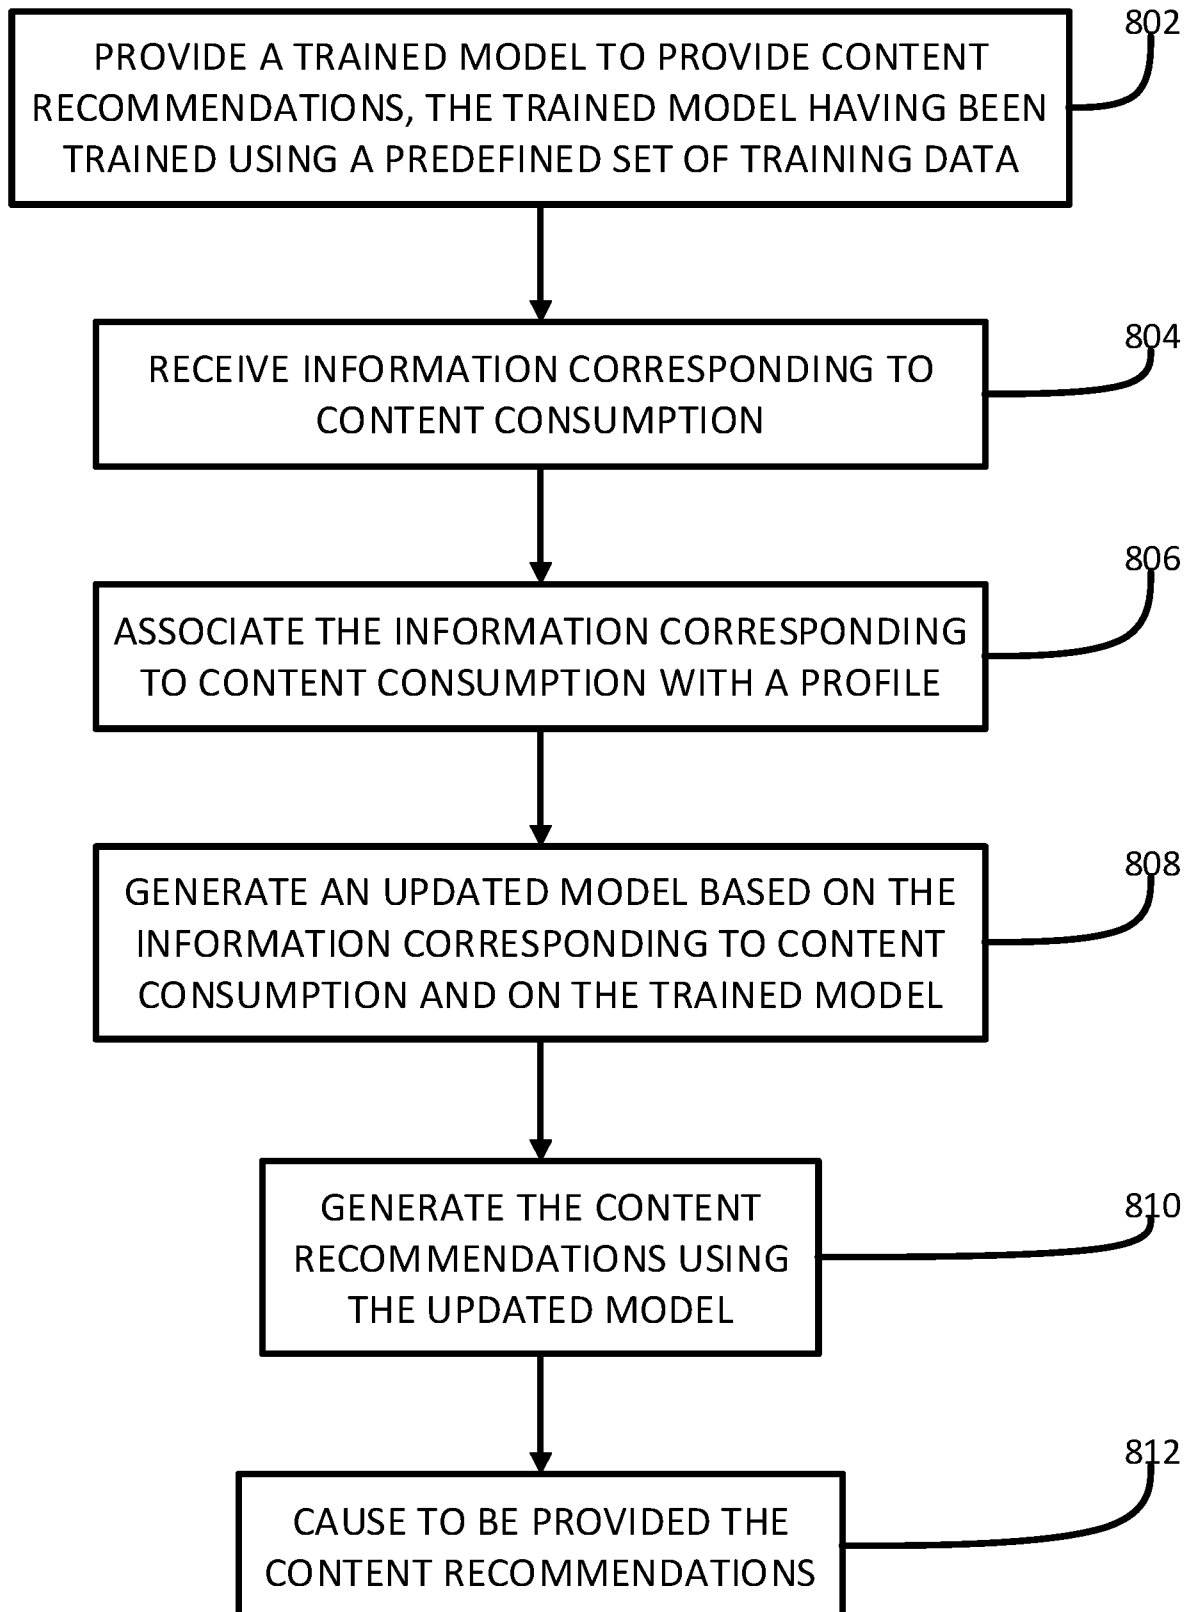 802
PROVIDE A TRAINED MODEL TO PROVIDE CONTENT
RECOMMENDATIONS, THE TRAINED MODEL HAVING BEEN
TRAINED USING A PREDEFINED SET OF TRAINING DATA
804
RECEIVE INFORMATION CORRESPONDING TO
CONTENT CONSUMPTION
806
ASSOCIATE THE INFORMATION CORRESPONDING
TO CONTENT CONSUMPTION WITH A PROFILE
808
GENERATE AN UPDATED MODEL BASED ON THE
INFORMATION CORRESPONDING TO CONTENT
CONSUMPTION AND ON THE TRAINED MODEL
810
GENERATE THE CONTENT
RECOMMENDATIONS USING
THE UPDATED MODEL
812
CAUSE TO BE PROVIDED THE
CONTENT RECOMMENDATIONS